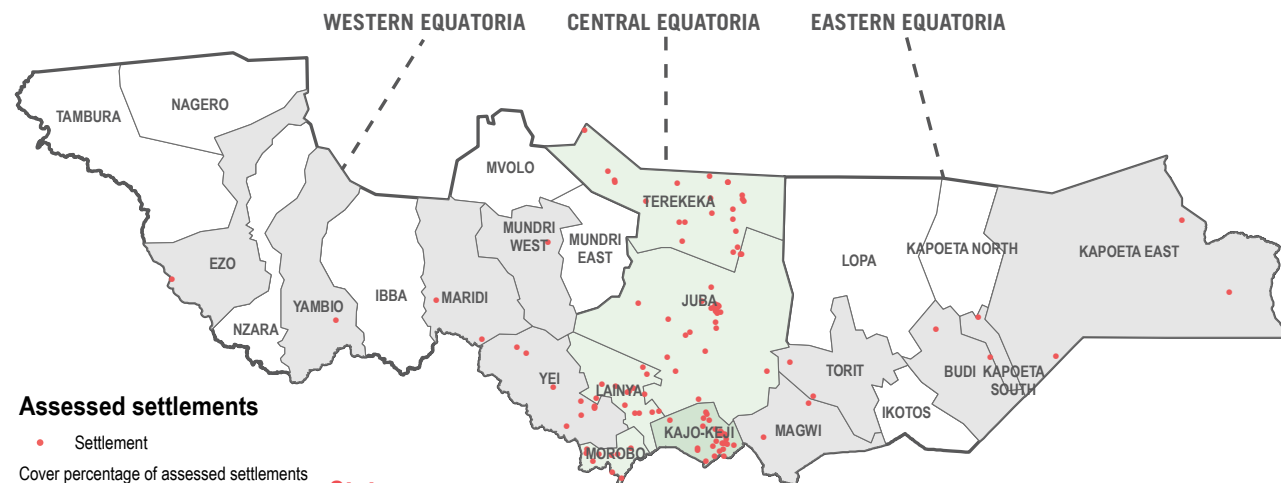 WESTERN EQUATORIA
CENTRAL EQUATORIA
EASTERN EQUATORIA
TAMBURA
NAGERO
MVOLO
TEREKEKA
MUNDRI
WEST
MUNDRI
EAST
KAPOETA NORTH
KAPOETA EAST
LOPA
EZO
YAMBIO
IBBA
MARIDI
JUBA
NZARA
YEI
LAINYA
TORIT
BUDI
KAPOETA
SOUTH
IKOTOS
KAJO-KEJI
MAGWI
MOROBO
Assessed settlements
Settlement
Cover percentage of assessed settlements